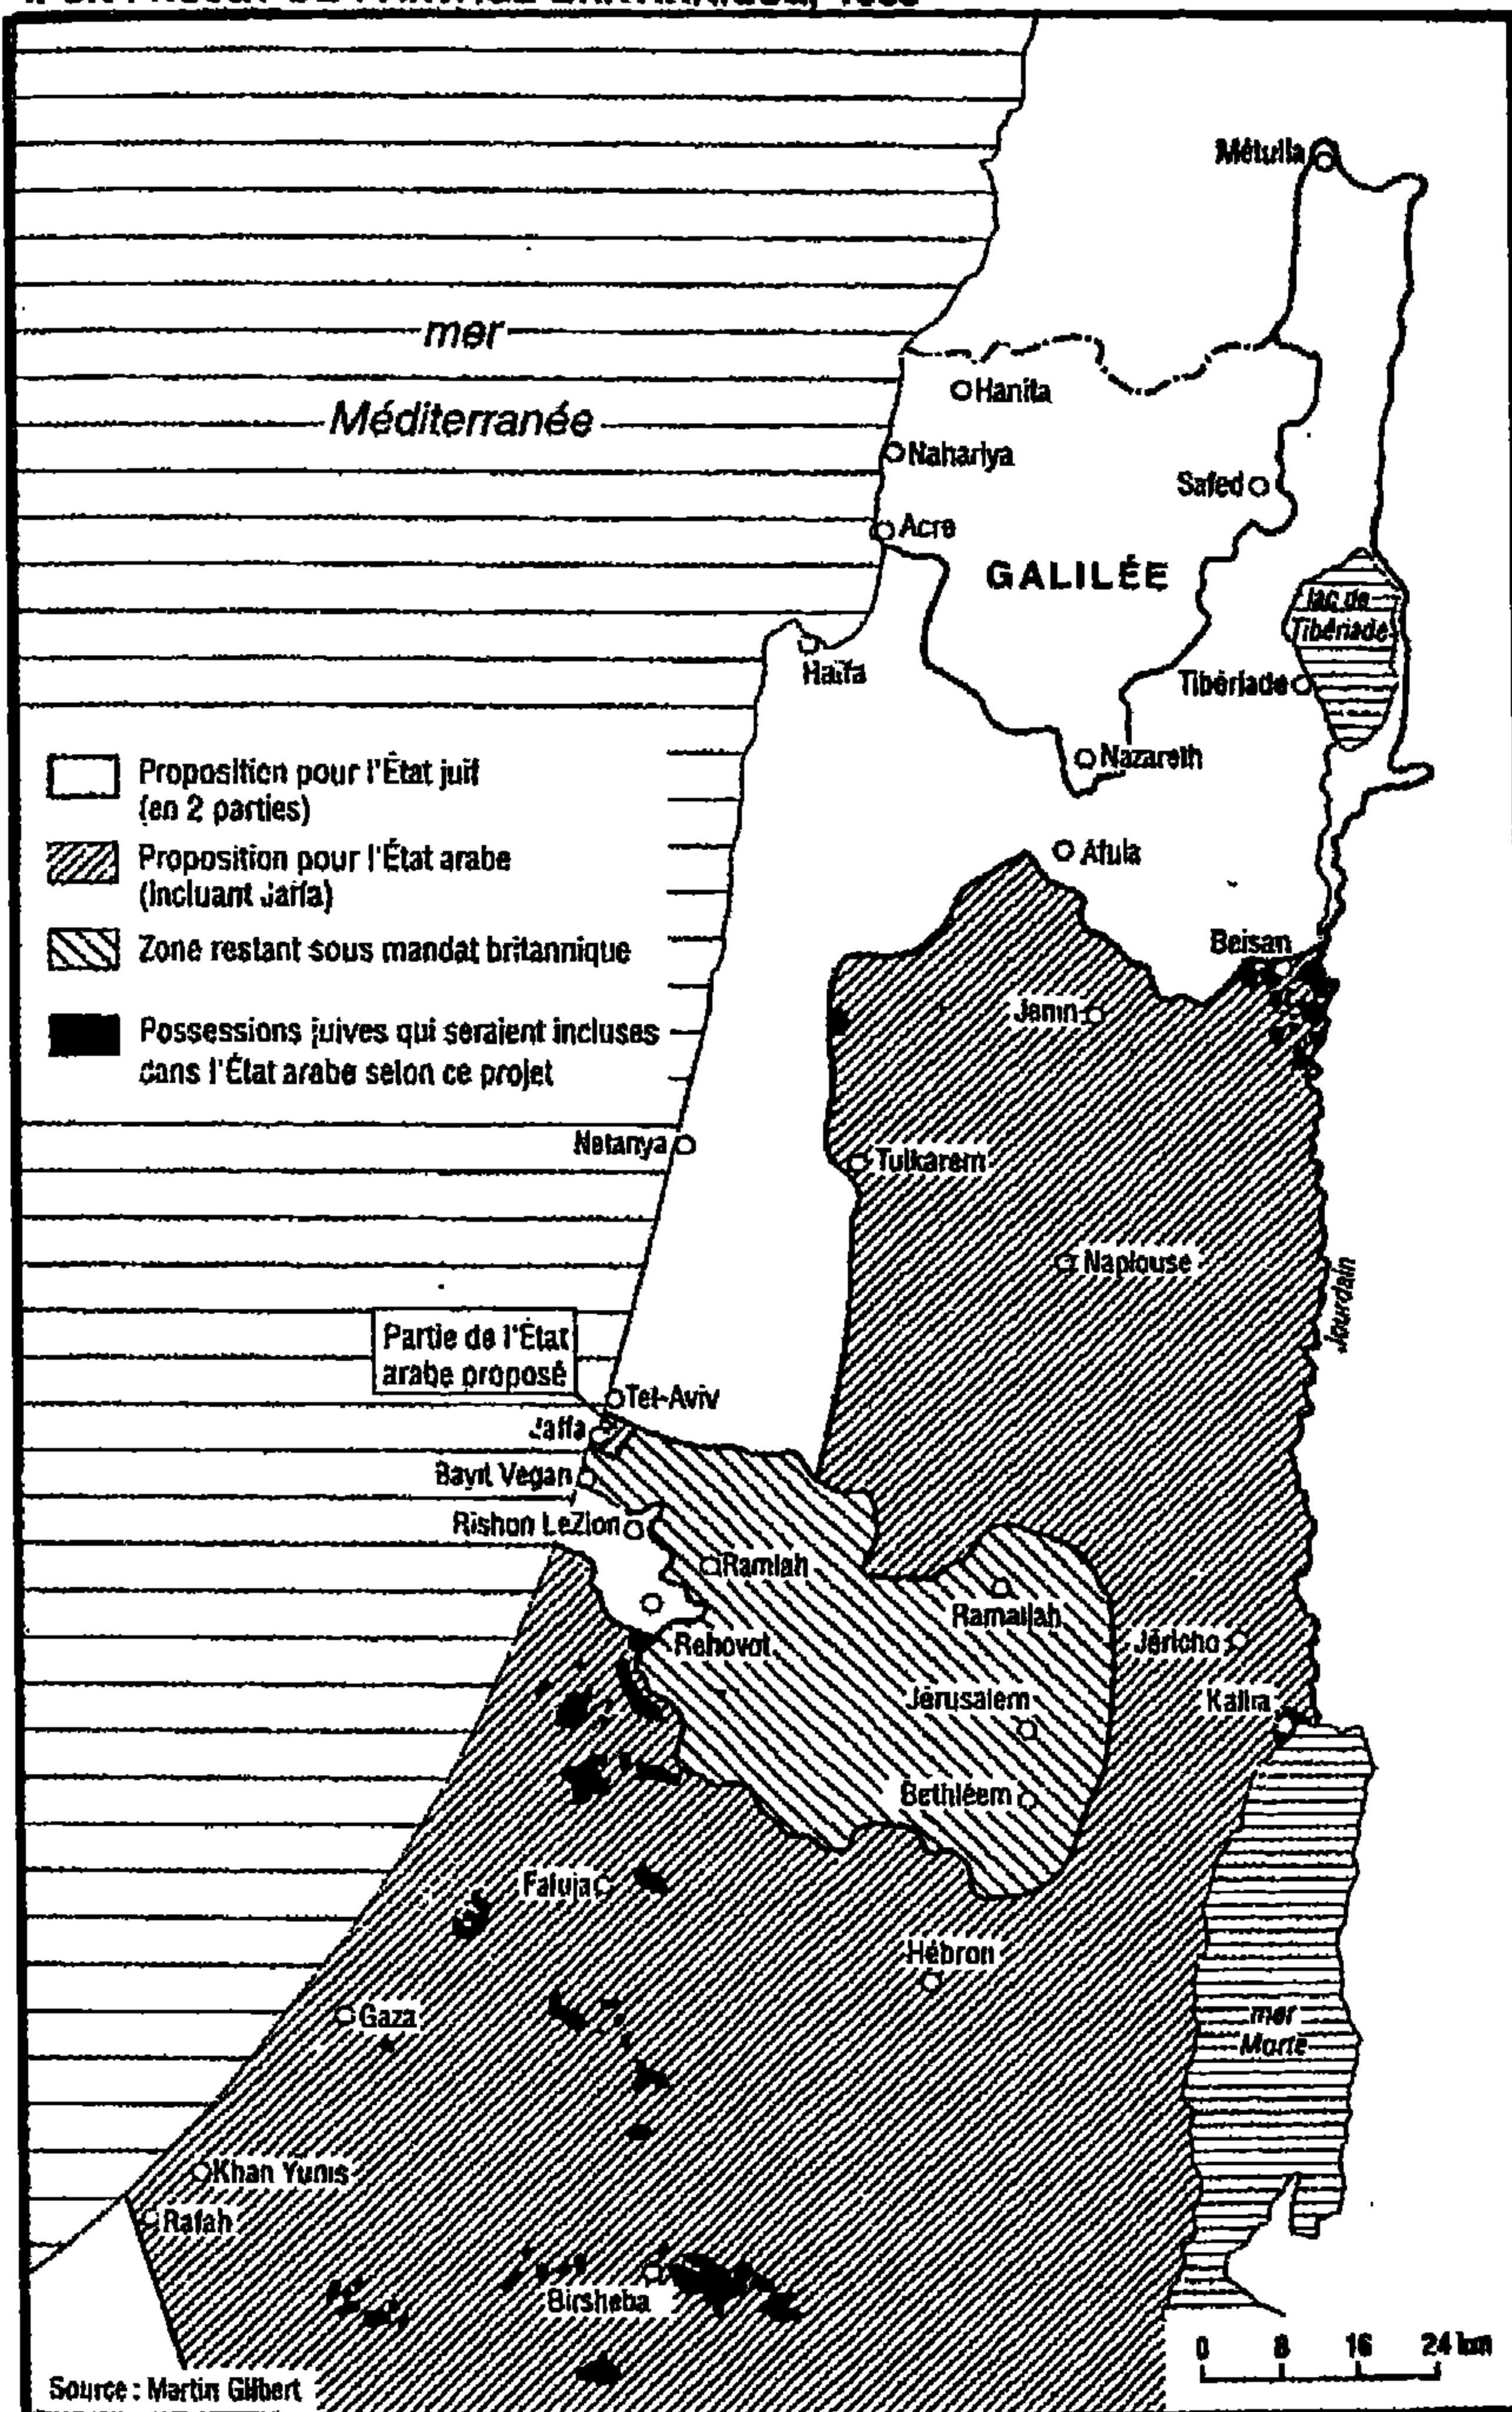 mer
Méditerranée
Métulla
Hanita
Nahariya
Safed
Acre
GALILÉE
lac de
Tibériade
Haïfa
Tibériade
Nazareth
Proposition pour l'État juif
(en 2 parties)
Proposition pour l'État arabe
(Incluant Jaffa)
Zone restant sous mandat britannique
Possessions juives qui seraient incluses
dans l'État arabe selon ce projet
Afula
Beisan
Jenin
Netanya
Tulkarem
Naplouse
Jourdain
Partie de l'État
arabe proposé
Tel-Aviv
Jaffa
Bayit Vegan
Rishon LeZion
Ramlah
Ramallah
Rehovot
Jéricho
Jérusalem
Kallia
Bethléem
Faluja
Hébron
Gaza
mer
Morte
Khan Yunis
Rafah
Birsheba
0 8 16 24 km
Source : Martin Gilbert